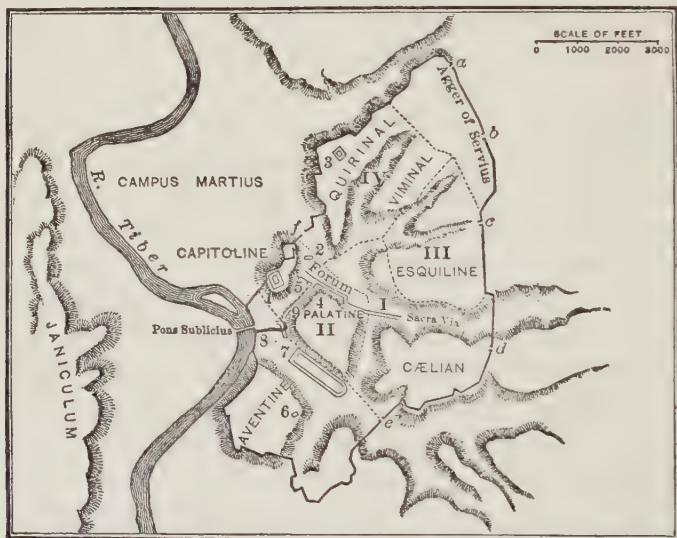 SCALE OF FEET
0 1000 2000 3000
a
Agger of Servius
b
3
QUIRINAL
IV
VIMINAL
CAMPUS MARTIUS
R. Tiber
c
CAPITOLINE
2
III
ESQUILINE
Forum
1
5
4
I
9
PALATINE
II
Sacra Via
Pons Sublicius
8
7
JANICULUM
CÆLIAN
d
AVENTINE
6
e